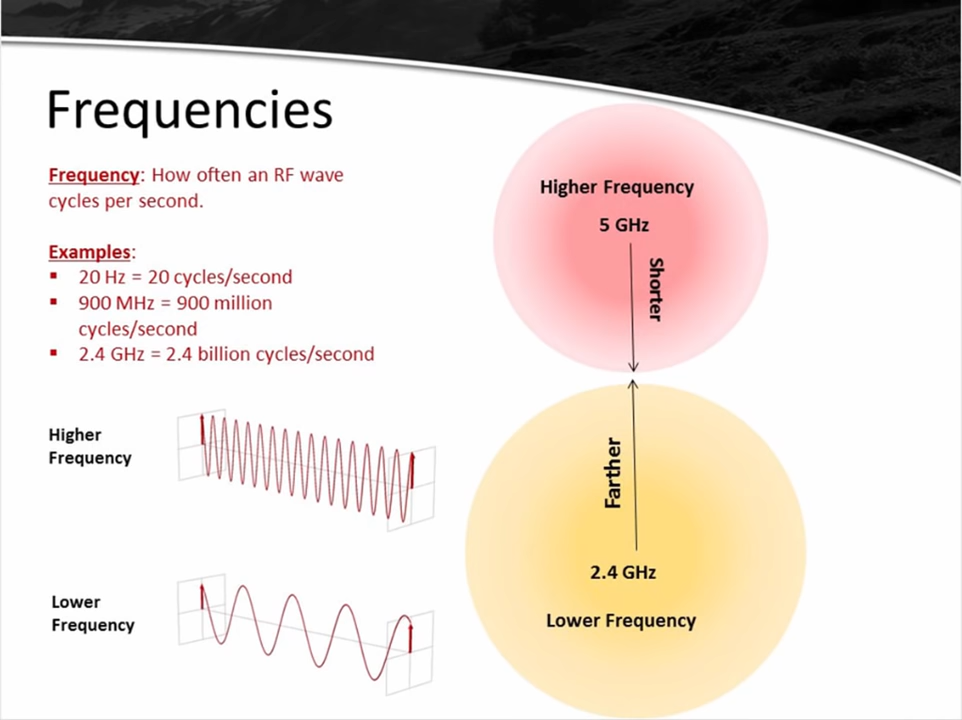 Frequencies
Frequency: How often an RF wave
cycles per second.
Examples:
▪ 20 Hz = 20 cycles/second
▪ 900 MHz = 900 million
cycles/second
▪ 2.4 GHz = 2.4 billion cycles/second
Higher
Frequency
Lower
Frequency
Higher Frequency
5 GHz
Shorter
Farther
2.4 GHz
Lower Frequency